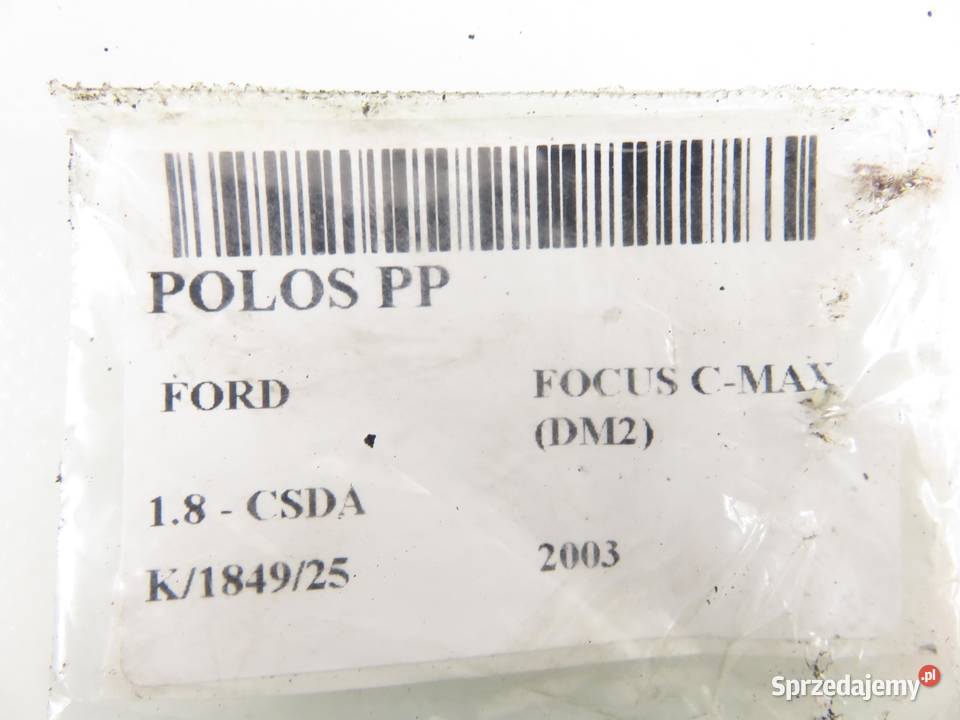 POLOS PP
FORD
FOCUS C-MAX
(DM2)
1.8 - CSDA
K/1849/25
2003
Sprzedajemy.pl